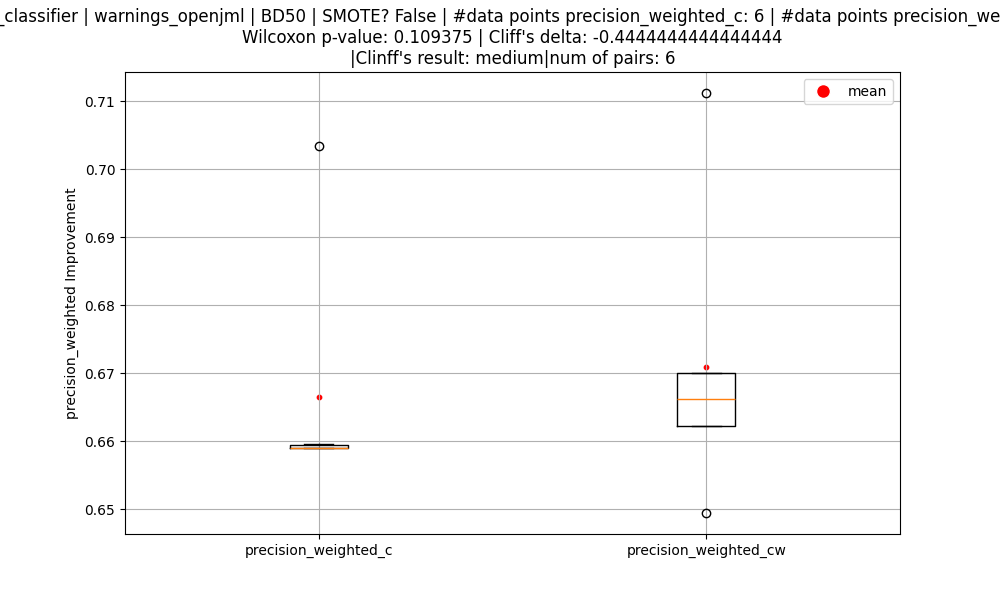 _classifier | warnings_openjml | BD50 | SMOTE? False | #data points precision_weighted_c: 6 | #data points precision_we
Wilcoxon p-value: 0.109375 | Cliff's delta: -0.4444444444444444
|Clinff's result: medium|num of pairs: 6
mean
0.71
0.70
0.69
0.68
0.67
0.66
0.65
precision_weighted Improvement
precision_weighted_c
precision_weighted_cw